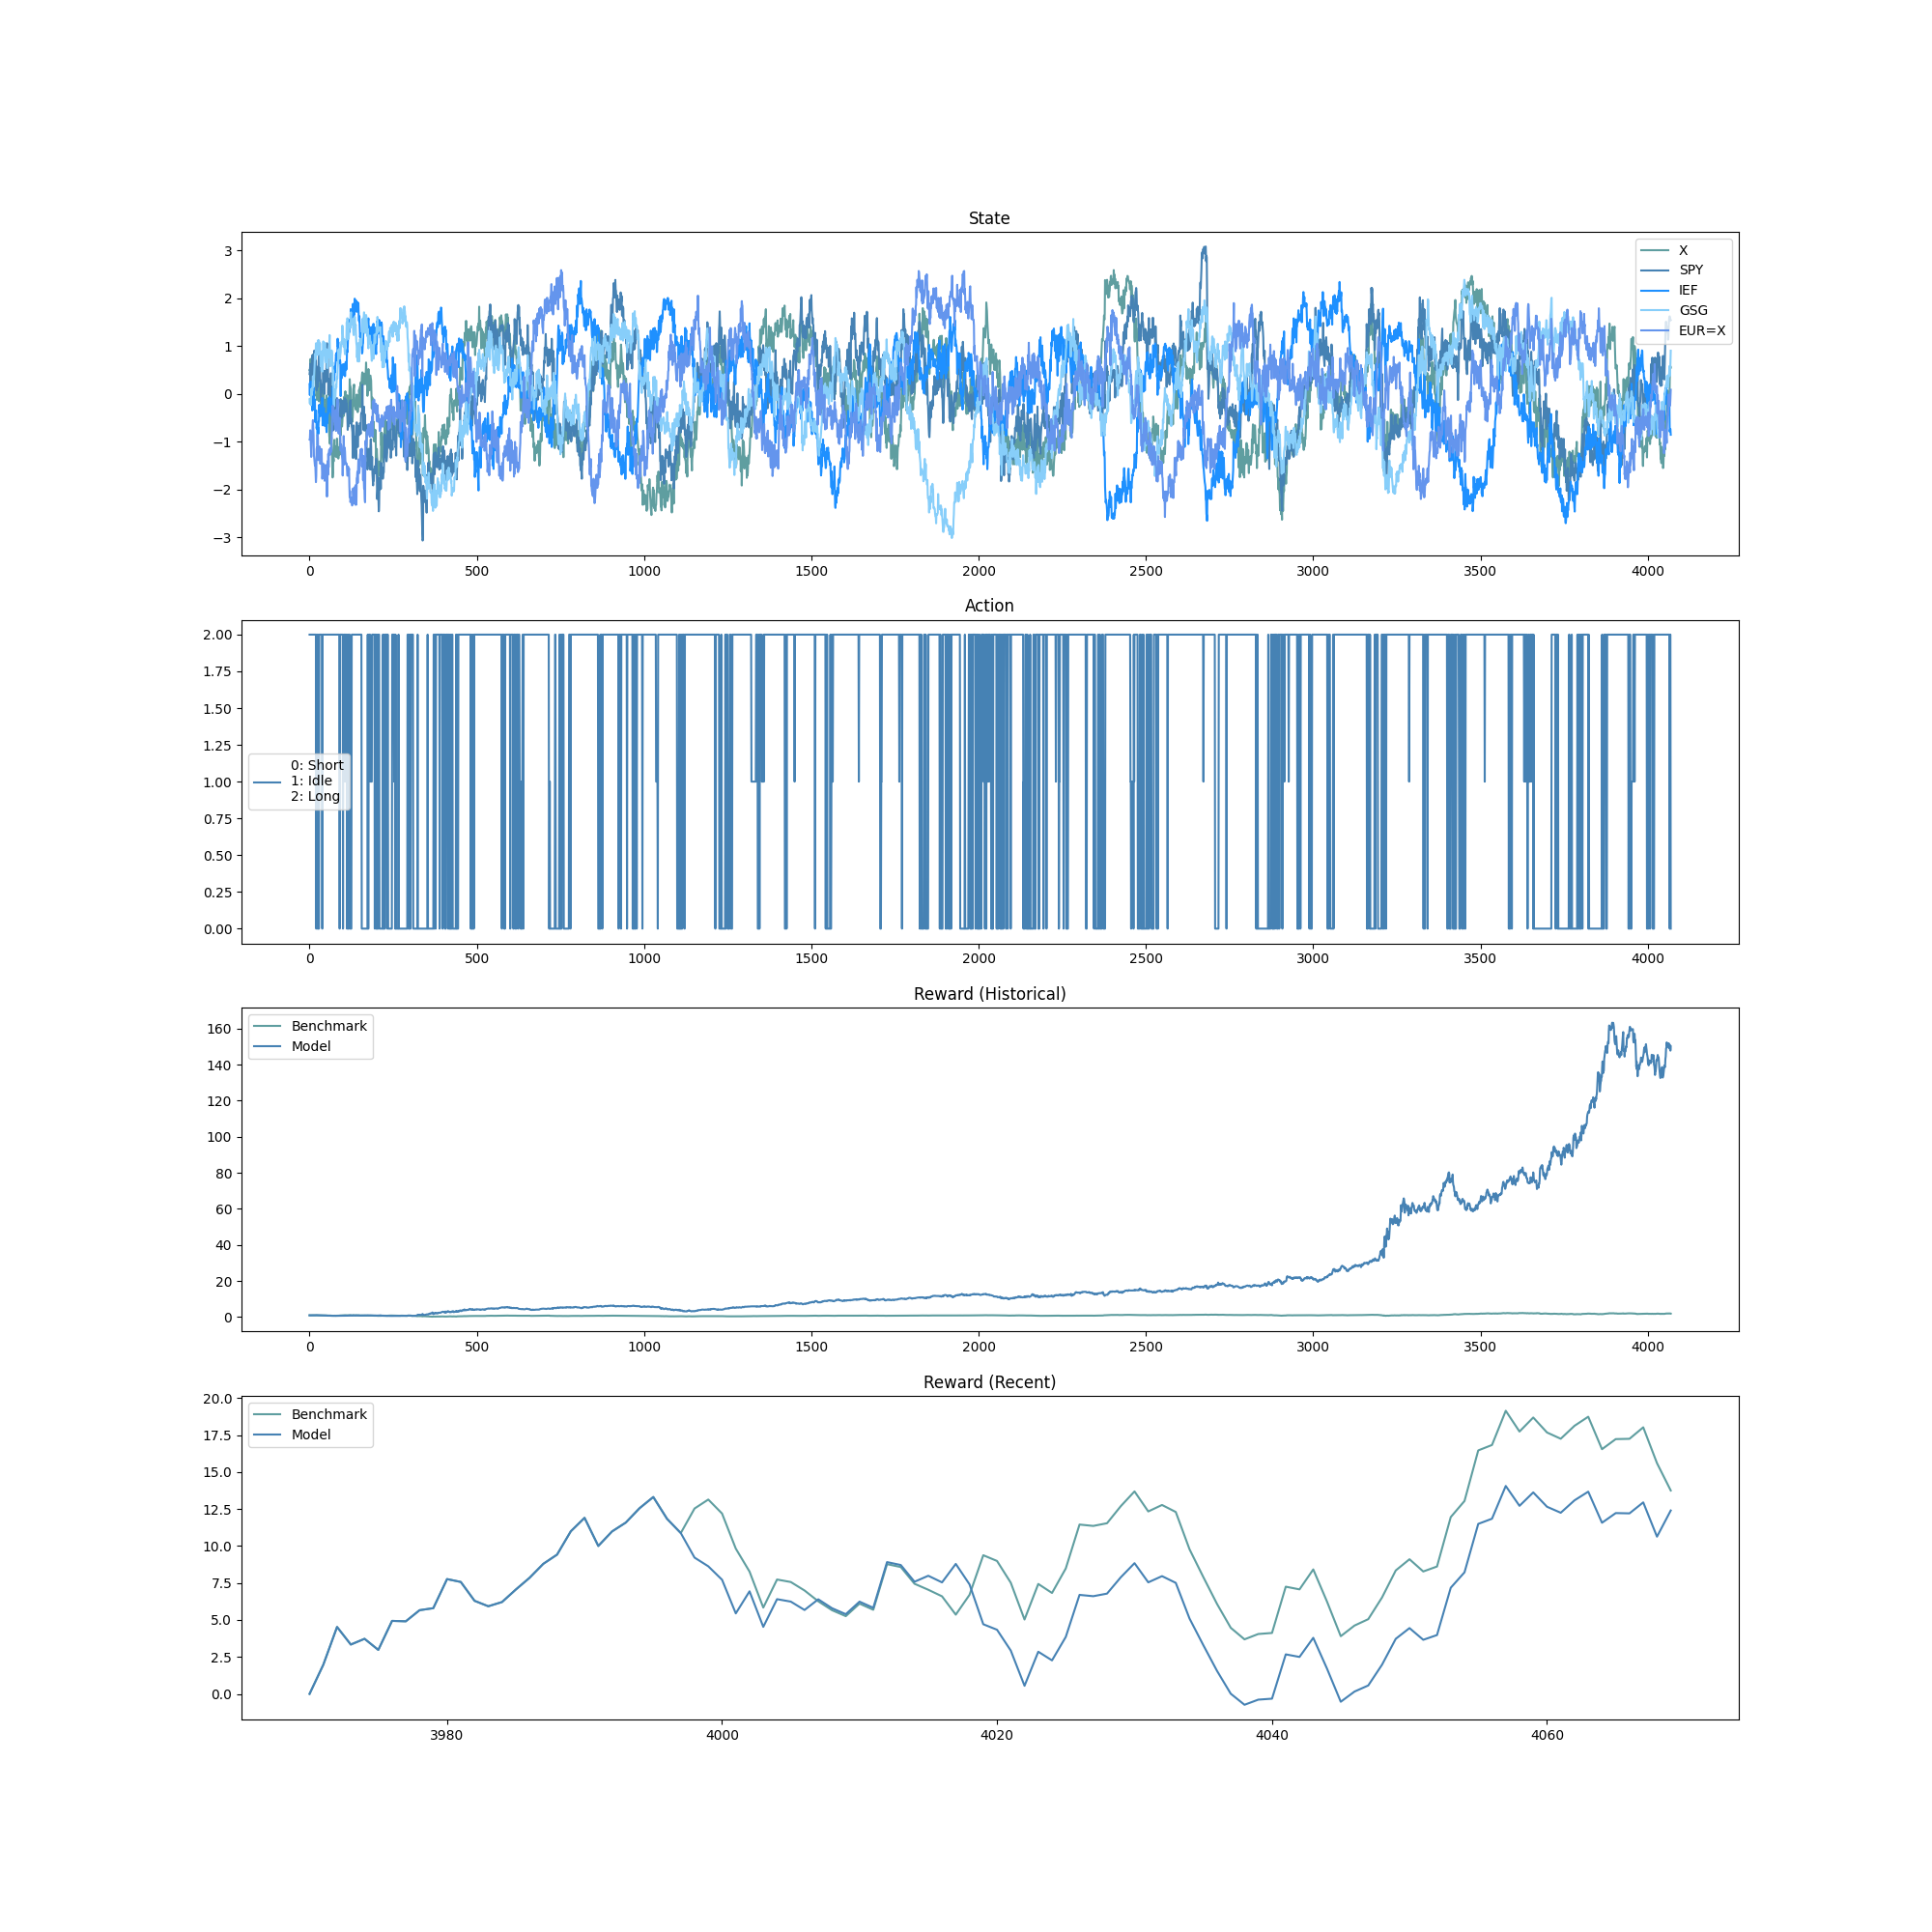 State
3
2
1
0
−1
−2
−3
X
SPY
IEF
GSG
EUR=X
0 500 1000 1500 2000 2500 3000 3500 4000
Action
2.00
1.75
1.50
1.25
1.00
0.75
0.50
0.25
0.00
0: Short
1: Idle
2: Long
0 500 1000 1500 2000 2500 3000 3500 4000
Reward (Historical)
160
140
120
100
80
60
40
20
0
Benchmark
Model
0 500 1000 1500 2000 2500 3000 3500 4000
Reward (Recent)
20.0
17.5
15.0
12.5
10.0
7.5
5.0
2.5
0.0
Benchmark
Model
3980 4000 4020 4040 4060